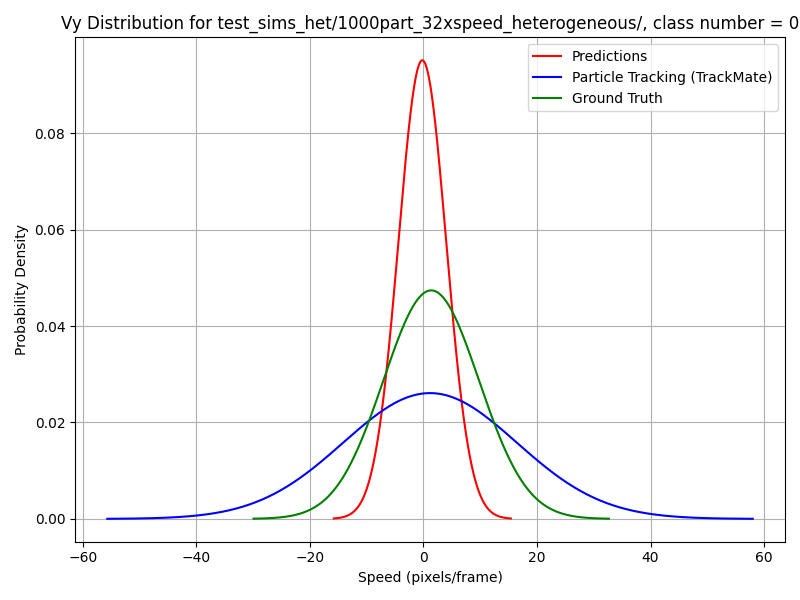 Vy Distribution for test_sims_het/1000part_32xspeed_heterogeneous/, class number = 0
Predictions
Particle Tracking (TrackMate)
Ground Truth
Probability Density
0.08
0.06
0.04
0.02
0.00
−60 −40 −20 0 20 40 60
Speed (pixels/frame)